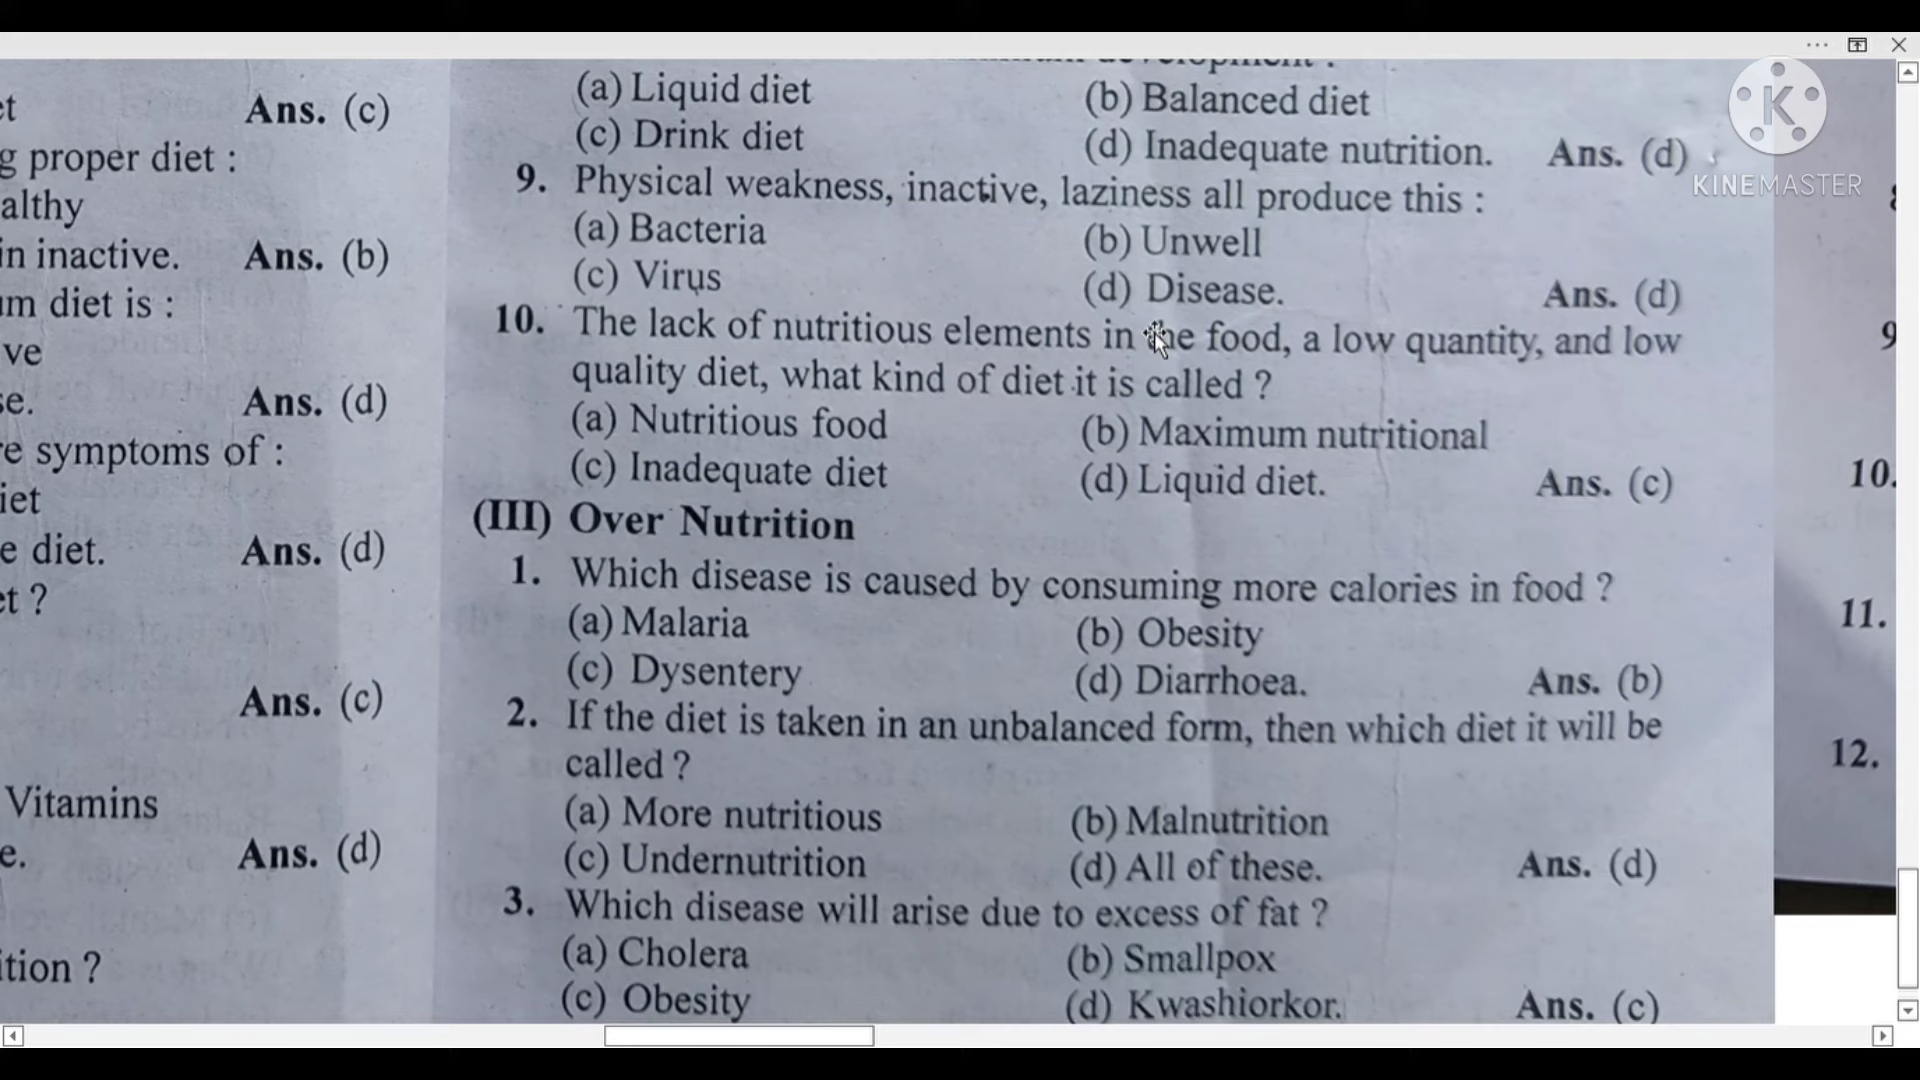 et Ans. (c)
g proper diet :
althy
in inactive. Ans. (b)
um diet is :
ve
se. Ans. (d)
re symptoms of :
iet
e diet. Ans. (d)
et ?
Ans. (c)
Vitamins
e. Ans. (d)
ition ?
(a) Liquid diet (b) Balanced diet
(c) Drink diet (d) Inadequate nutrition. Ans. (d)
9. Physical weakness, inactive, laziness all produce this :
(a) Bacteria (b) Unwell
(c) Virus (d) Disease. Ans. (d)
10. The lack of nutritious elements in the food, a low quantity, and low
quality diet, what kind of diet it is called ?
(a) Nutritious food (b) Maximum nutritional
(c) Inadequate diet (d) Liquid diet. Ans. (c)
(III) Over Nutrition
1. Which disease is caused by consuming more calories in food ?
(a) Malaria (b) Obesity
(c) Dysentery (d) Diarrhoea. Ans. (b)
2. If the diet is taken in an unbalanced form, then which diet it will be
called ?
(a) More nutritious (b) Malnutrition
(c) Undernutrition (d) All of these. Ans. (d)
3. Which disease will arise due to excess of fat ?
(a) Cholera (b) Smallpox
(c) Obesity (d) Kwashiorkor. Ans. (c)
K
KINEMASTER
9
10.
11.
12.